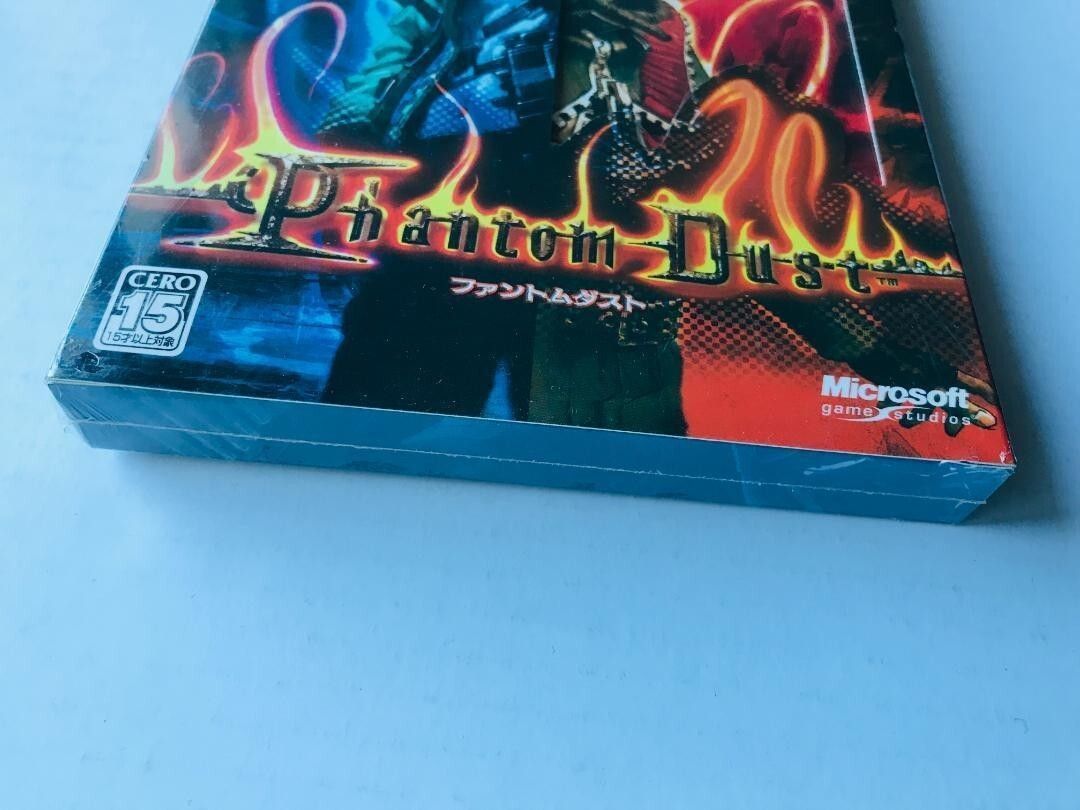 Phantom Dust™
ファントムダスト
CERO
15
15才以上対象
Microsoft
game studios